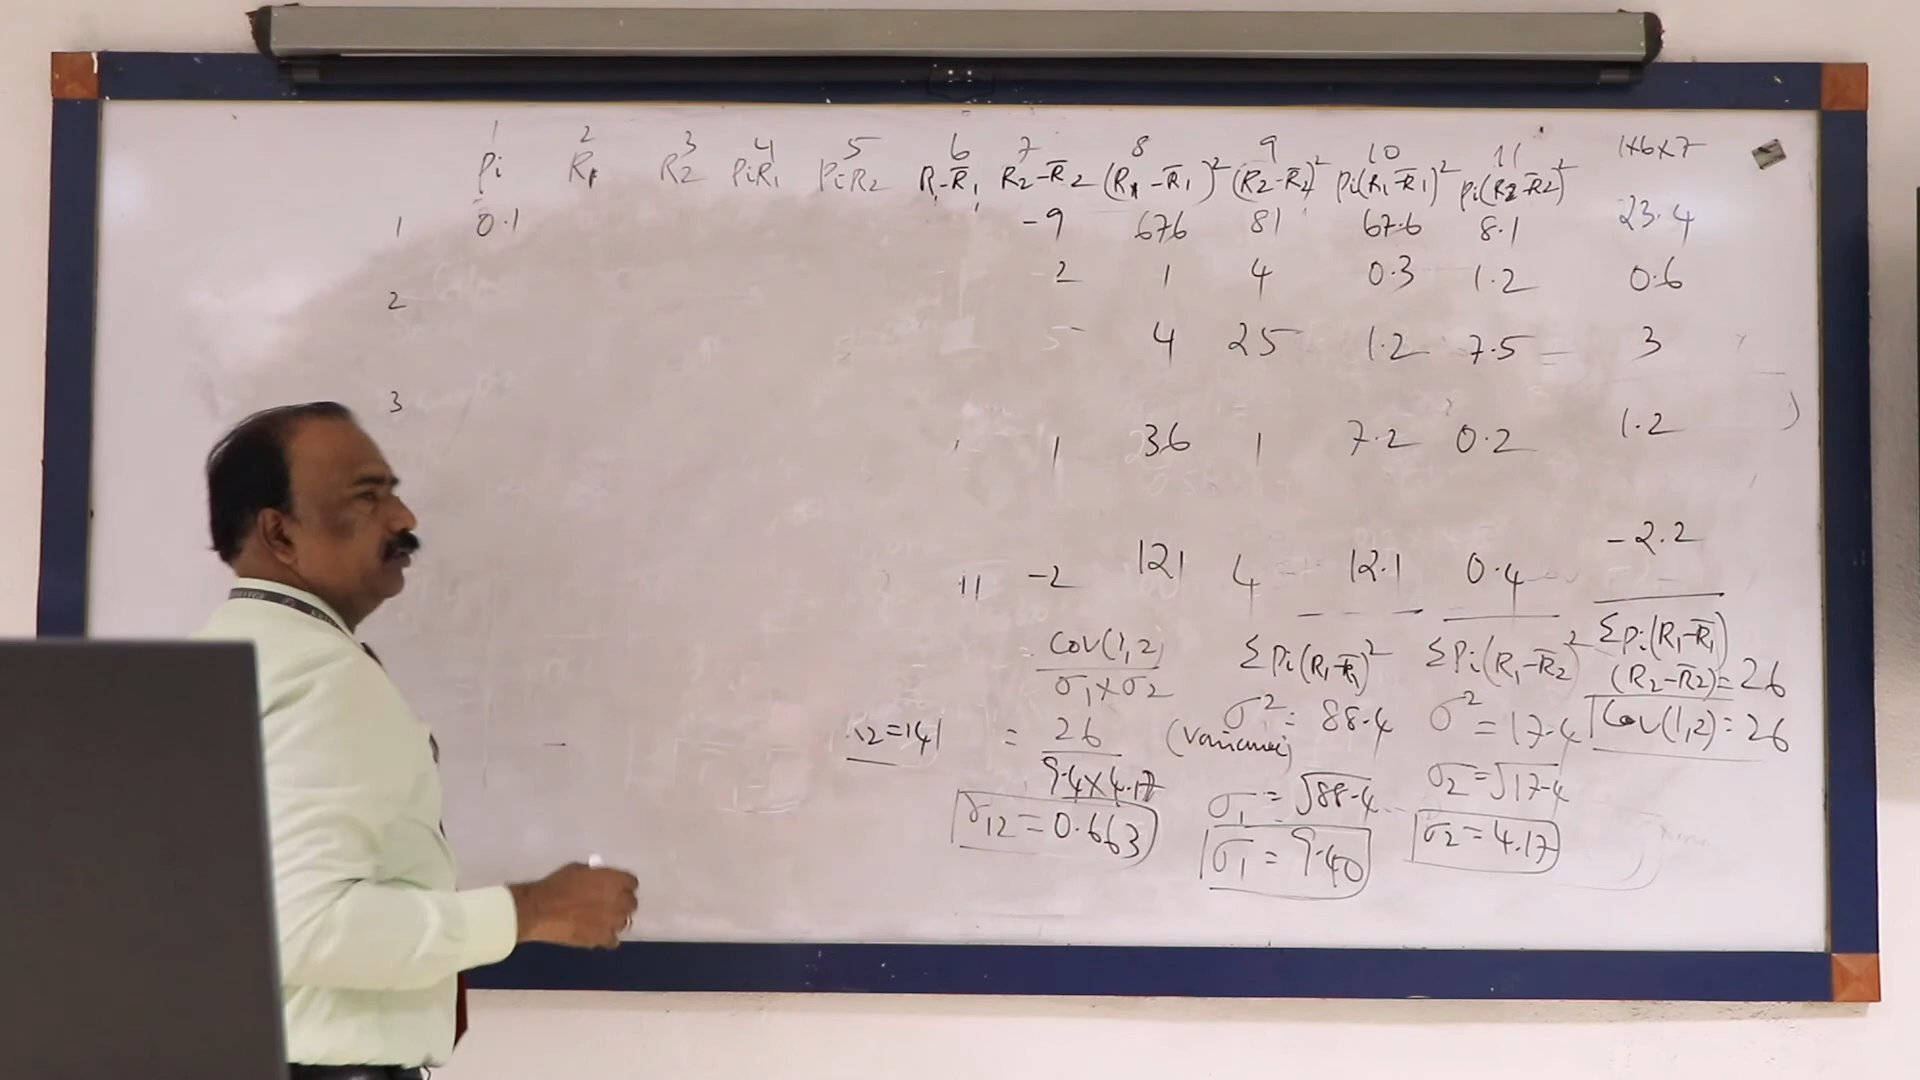 1 2 3 4 5 6 7 8 9 10 11 1x6x7
Pi R1 R2 PiR1 PiR2 R1-R̅1 R2-R̅2 (R1-R̅1)² (R2-R̅2)² Pi(R1-R̅1)² Pi(R2-R̅2)²
1 0.1 -9 676 81 67.6 8.1 23.4
2 2 1 4 0.3 1.2 0.6
5 4 25 1.2 7.5 3
3 1 36 1 7.2 0.2 1.2
11 -2 121 4 12.1 0.4 -2.2
Cov(1,2) / σ1×σ2 ΣPi(R1-R̅1)² ΣPi(R1-R̅2)² ΣPi(R1-R̅1)
(R2-R̅2)=26
=141 = 26 / 9.4×4.17 (variance) σ²= 88.4 σ²=17.4 Cov(1,2)=26
σ1=√88.4 σ2=√17.4
r12=0.663 σ1=9.40 σ2=4.17